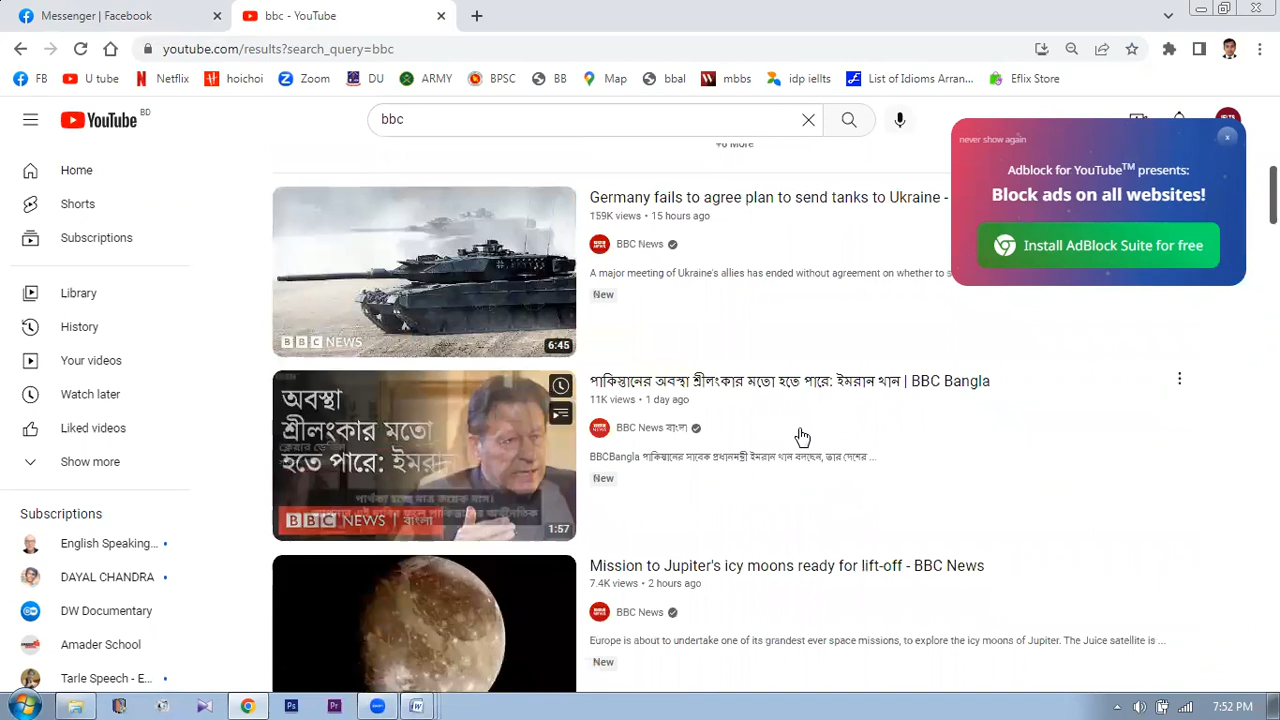 Messenger | Facebook
bbc - YouTube
youtube.com/results?search_query=bbc
FB
U tube
Netflix
hoichoi
Zoom
DU
ARMY
BPSC
BB
Map
bbal
mbbs
idp ielts
List of Idioms Arran...
Eflix Store
YouTube BD
bbc
never show again
x
Adblock for YouTube™ presents:
Block ads on all websites!
Install AdBlock Suite for free
Home
Shorts
Subscriptions
Library
History
Your videos
Watch later
Liked videos
Show more
Subscriptions
English Speaking...
DAYAL CHANDRA
DW Documentary
Amader School
Tarle Speech - E...
+6 More
BBC NEWS
6:45
Germany fails to agree plan to send tanks to Ukraine -
159K views • 15 hours ago
BBC News
A major meeting of Ukraine's allies has ended without agreement on whether to s
New
অবস্থা
শ্রীলংকার মতো
হতে পারে: ইমরান
BBC NEWS | বাংলা
1:57
পাকিস্তানের অবস্থা শ্রীলংকার মতো হতে পারে: ইমরান খান | BBC Bangla
11K views • 1 day ago
BBC News বাংলা
BBCBangla পাকিস্তানের সাবেক প্রধানমন্ত্রী ইমরান খান বলছেন, তার দেশের ...
New
Mission to Jupiter's icy moons ready for lift-off - BBC News
7.4K views • 2 hours ago
BBC News
Europe is about to undertake one of its grandest ever space missions, to explore the icy moons of Jupiter. The Juice satellite is ...
New
Ps
Pr
7:52 PM